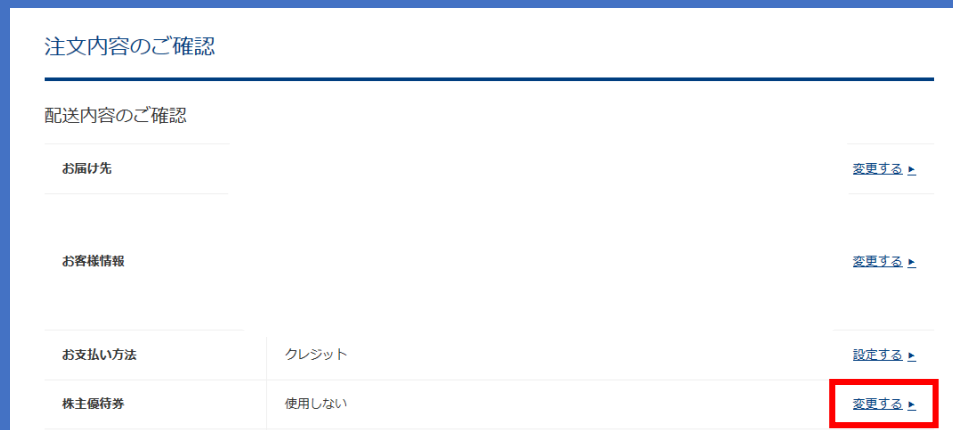 注文内容のご確認
配送内容のご確認
お届け先 変更する ▸
お客様情報 変更する ▸
お支払い方法 クレジット 設定する ▸
株主優待券 使用しない 変更する ▸